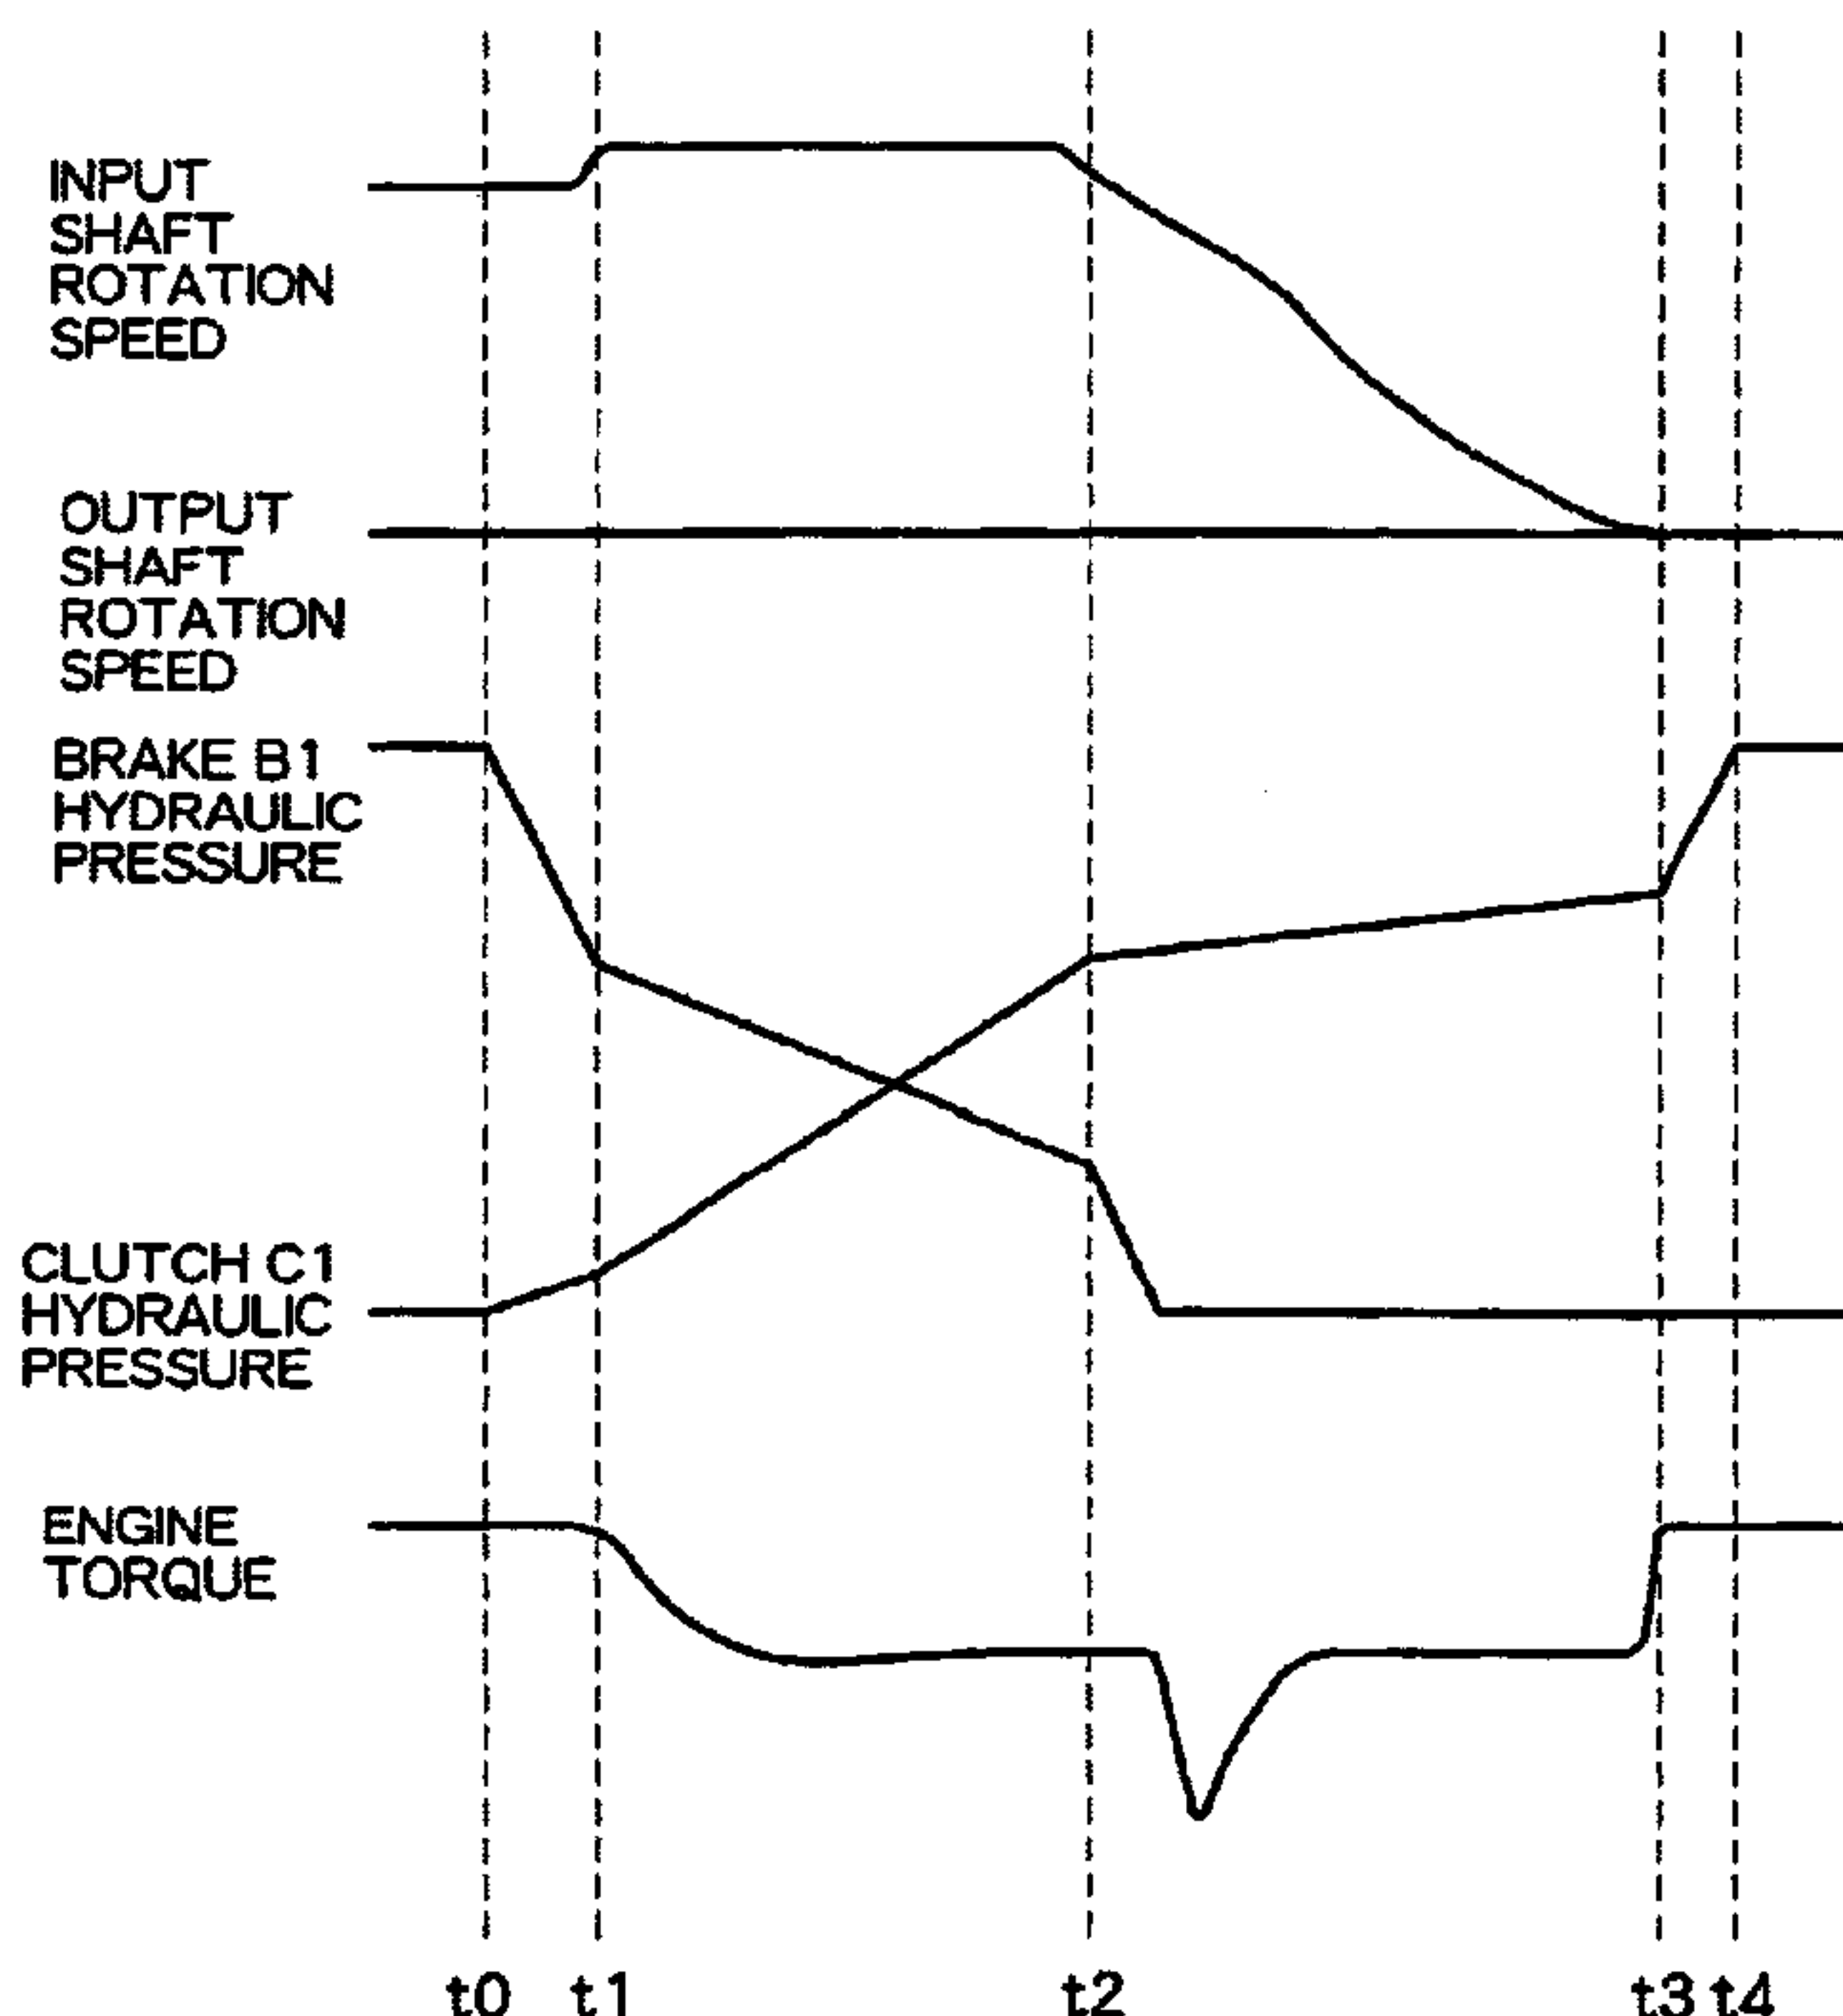 INPUT
SHAFT
ROTATION
SPEED
OUTPUT
SHAFT
ROTATION
SPEED
BRAKE B1
HYDRAULIC
PRESSURE
CLUTCH C1
HYDRAULIC
PRESSURE
ENGINE
TORQUE
t0 t1 t2 t3 t4